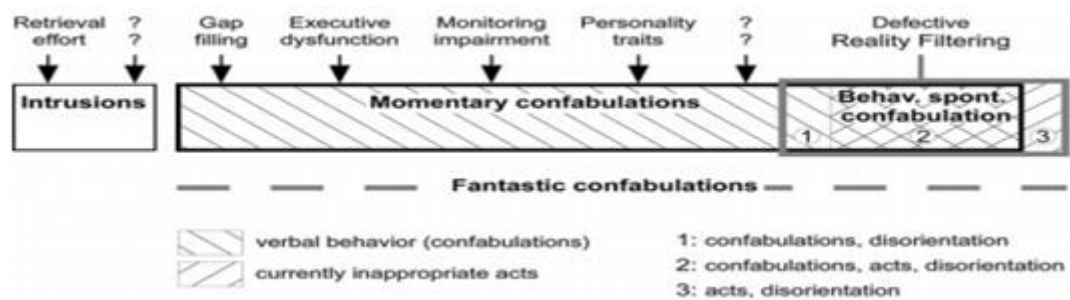 Retrieval effort
? ?
Gap filling
Executive dysfunction
Monitoring impairment
Personality traits
? ?
Defective Reality Filtering
Intrusions
Momentary confabulations
Behav. spont. confabulation
1
2
3
Fantastic confabulations
verbal behavior (confabulations)
currently inappropriate acts
1: confabulations, disorientation
2: confabulations, acts, disorientation
3: acts, disorientation